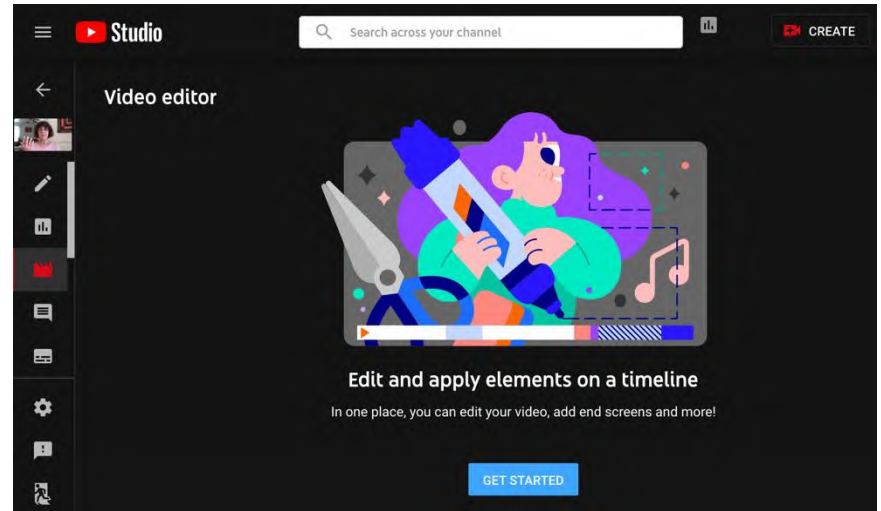 Studio
Search across your channel
CREATE
Video editor
Edit and apply elements on a timeline
In one place, you can edit your video, add end screens and more!
GET STARTED